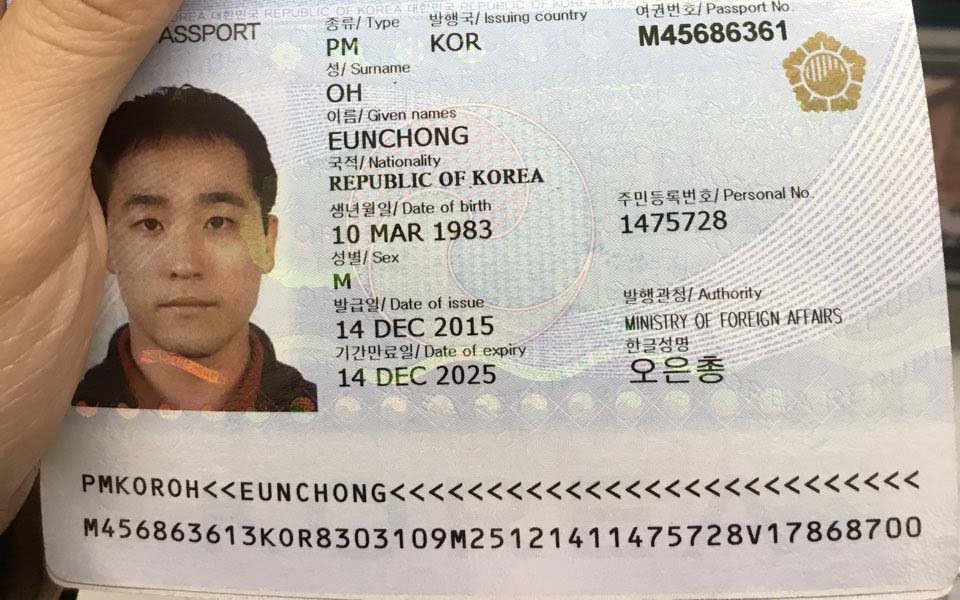 REPUBLIC OF KOREA 대한민국 REPUBLIC OF KOREA 대한민국 REPUBLIC OF KOREA
PASSPORT
종류/ Type 발행국/ Issuing country 여권번호/ Passport No.
PM KOR M45686361
성/ Surname
OH
이름/ Given names
EUNCHONG
국적/ Nationality
REPUBLIC OF KOREA
생년월일/ Date of birth 주민등록번호/ Personal No.
10 MAR 1983 1475728
성별/ Sex
M
발급일/ Date of issue 발행관청/ Authority
14 DEC 2015 MINISTRY OF FOREIGN AFFAIRS
기간만료일/ Date of expiry 한글성명
14 DEC 2025 오은총
PMKOROH<<EUNCHONG<<<<<<<<<<<<<<<<<<<<<<<<<<<
M456863613KOR8303109M25121411475728V17868700